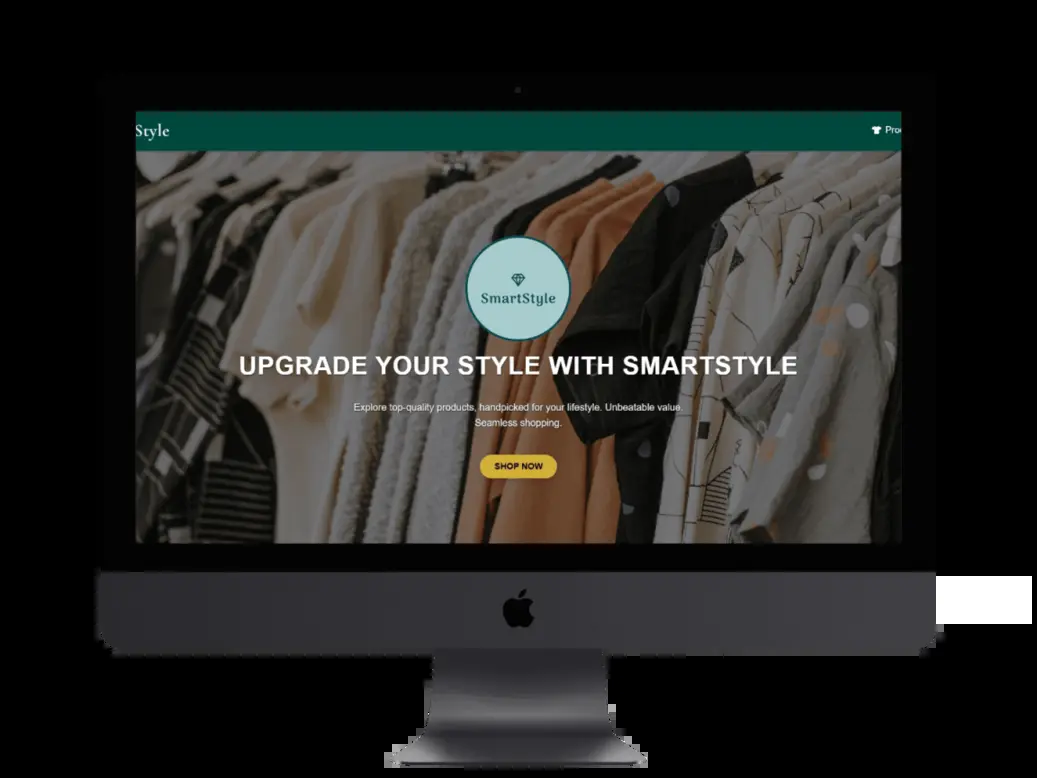 Style
Pro
SmartStyle
UPGRADE YOUR STYLE WITH SMARTSTYLE
Explore top-quality products, handpicked for your lifestyle. Unbeatable value.
Seamless shopping.
SHOP NOW